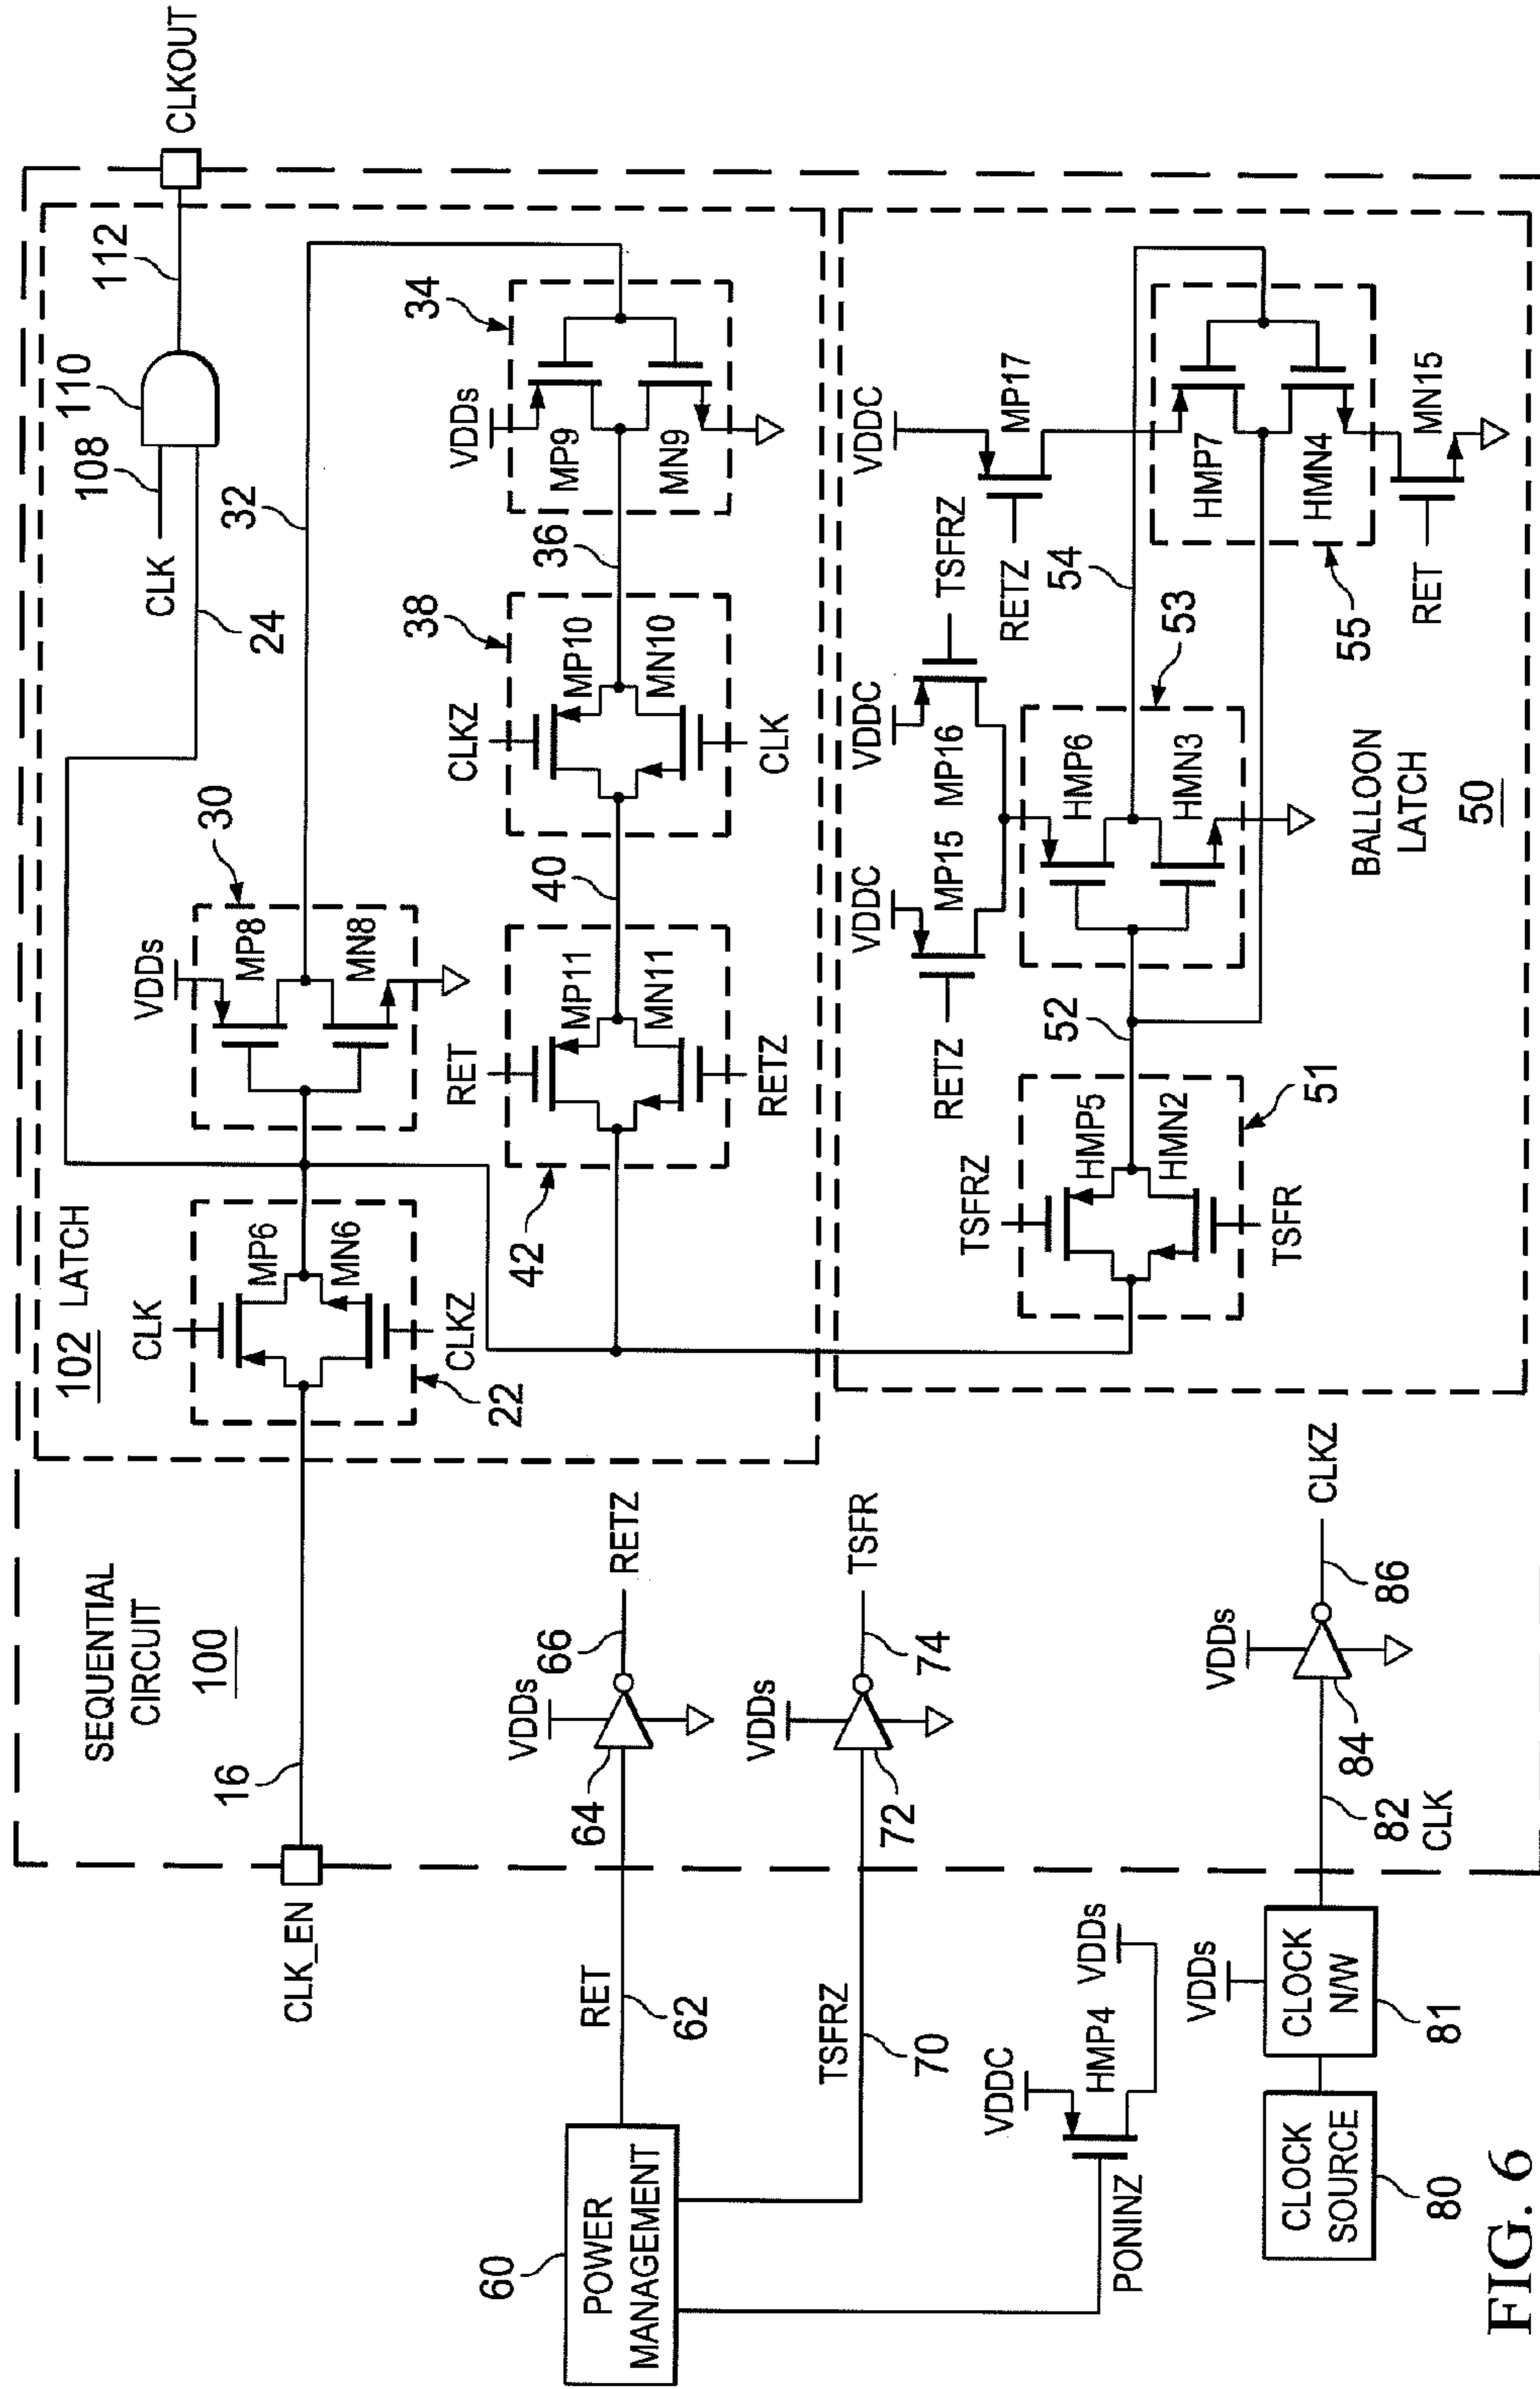 SEQUENTIAL
CIRCUIT
100
102 LATCH
CLK_EN
16
CLK
MP6
MN6
CLKZ
22
VDDs
MP8
MN8
30
32
24
CLK
108
110
112
CLKOUT
34
VDDs
MP9
MN9
36
38
CLKZ
MP10
MN10
CLK
40
RET
MP11
MN11
RETZ
42
60
POWER
MANAGEMENT
RET
62
64
VDDs
66
RETZ
TSFRZ
70
72
VDDs
74
TSFR
PONINZ
VDDC
HMP4
VDDs
80
CLOCK
SOURCE
81
CLOCK
N/W
VDDs
82
CLK
84
VDDs
86
CLKZ
TSFRZ
HMP5
HMN2
TSFR
51
52
RETZ
VDDC
MP15
MP16
VDDC
TSFRZ
HMP6
HMN3
53
54
RETZ
VDDC
MP17
HMP7
HMN4
55
RET
MN15
BALLOON
LATCH
50
FIG. 6